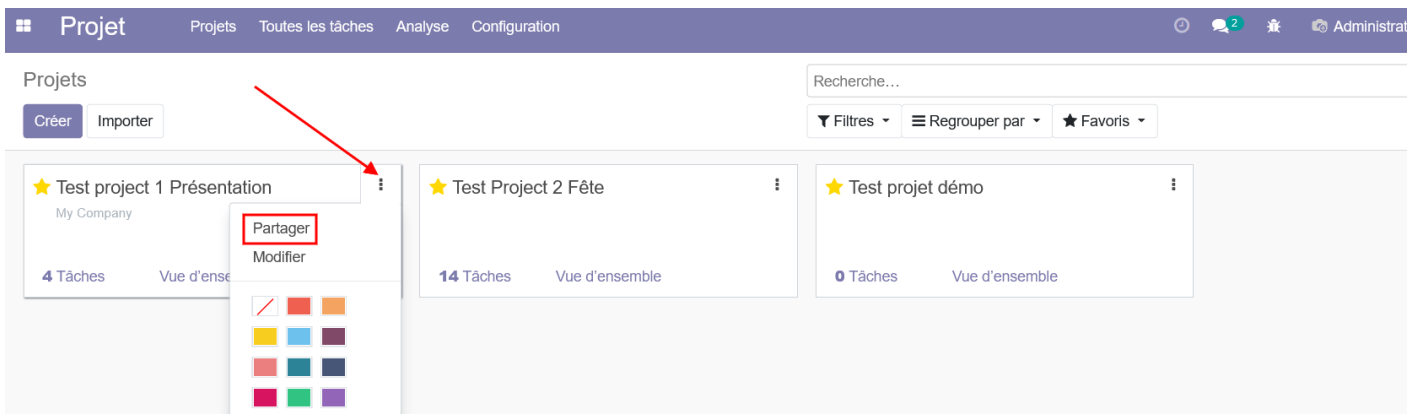 Projet Projets Toutes les tâches Analyse Configuration 2 Administrat
Projets Recherche...
Créer Importer Filtres Regrouper par Favoris
Test project 1 Présentation Test Project 2 Fête Test projet démo
My Company
Partager
Modifier
4 Tâches Vue d'ense 14 Tâches Vue d'ensemble 0 Tâches Vue d'ensemble